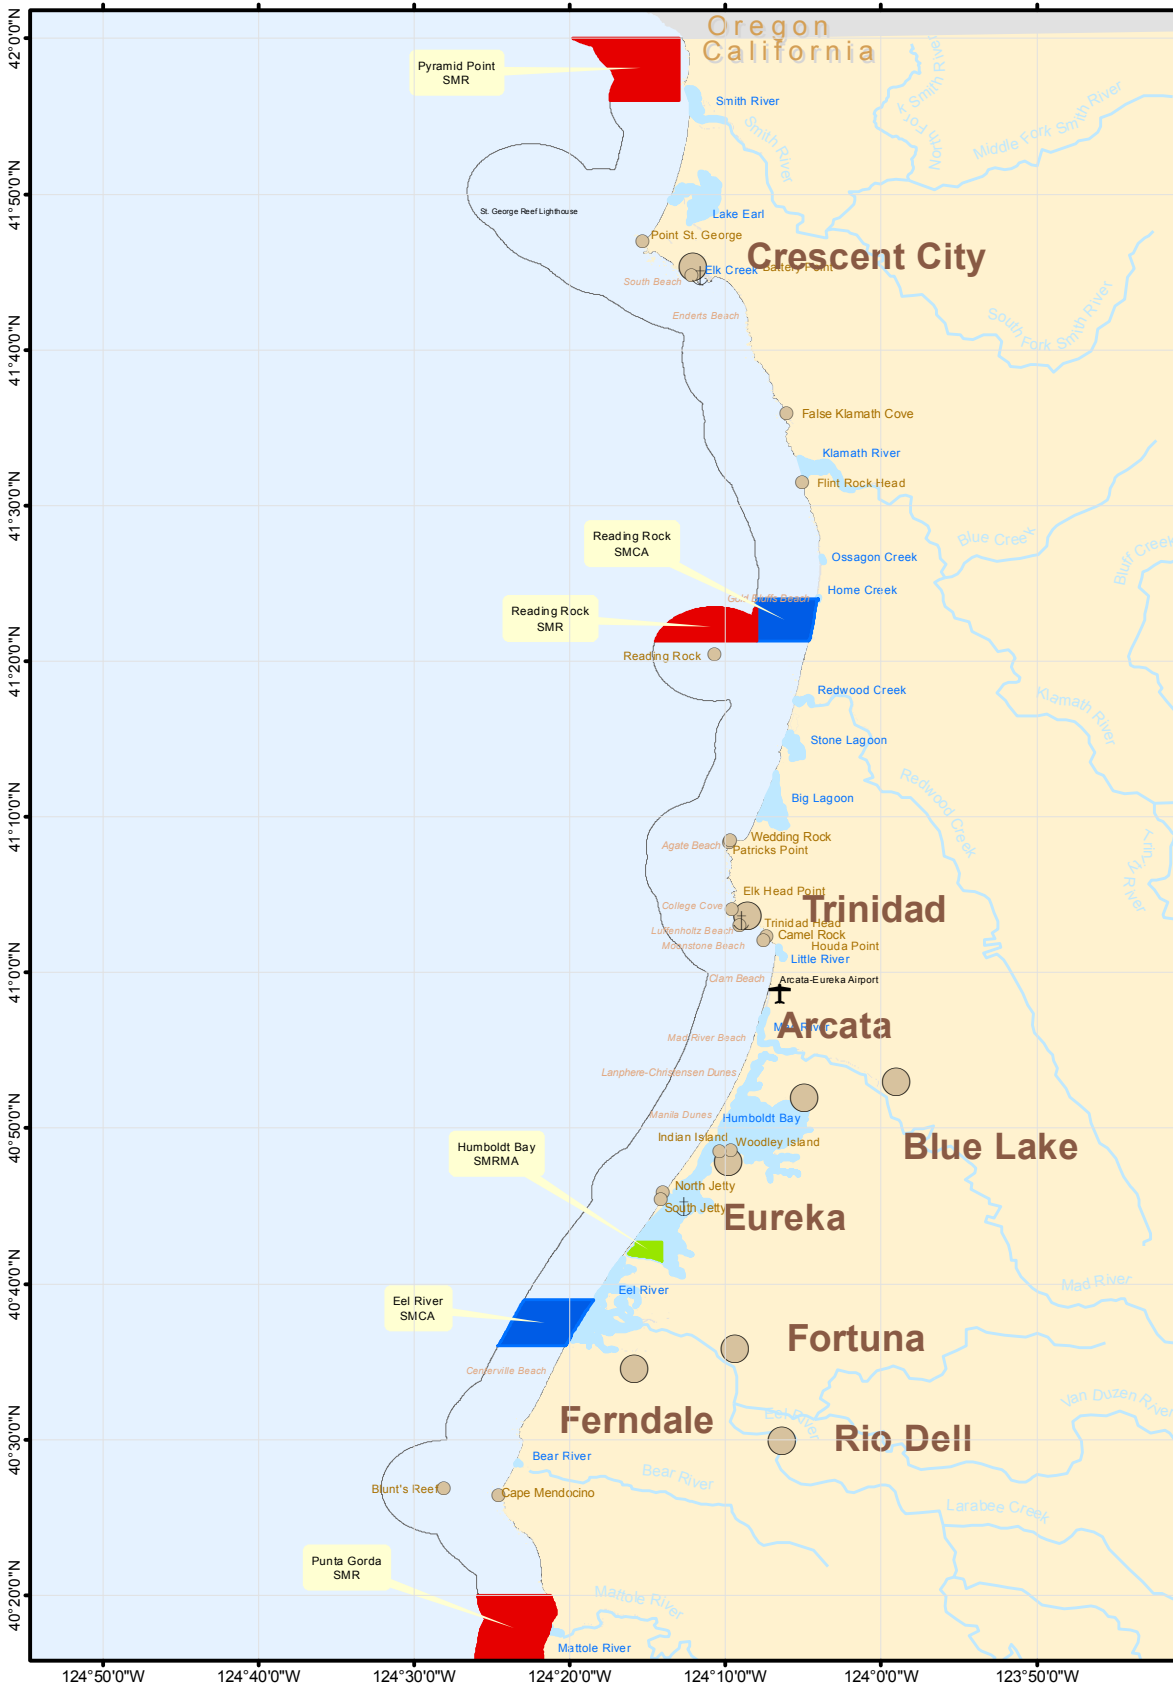 Oregon
California
42°0'0"N
Pyramid Point
SMR
Smith River
Smith River
North Fork Smith River
Middle Fork Smith River
41°50'0"N
St. George Reef Lighthouse
Lake Earl
Point St. George
Crescent City
Elk Creek
Battery Point
South Beach
Enderts Beach
South Fork Smith River
41°40'0"N
False Klamath Cove
Klamath River
Flint Rock Head
41°30'0"N
Blue Creek
Bluff Creek
Reading Rock
SMCA
Ossagon Creek
Home Creek
Gold Bluffs Beach
Reading Rock
SMR
Reading Rock
41°20'0"N
Redwood Creek
Klamath River
Stone Lagoon
Redwood Creek
Big Lagoon
41°10'0"N
Wedding Rock
Agate Beach
Patricks Point
Trinity River
Elk Head Point
College Cove
Trinidad
Trinidad Head
Luffenholtz Beach
Camel Rock
Moonstone Beach
Houda Point
Little River
41°0'0"N
Clam Beach
Arcata-Eureka Airport
Mad River
Arcata
Mad River Beach
Lanphere-Christensen Dunes
Manila Dunes
Humboldt Bay
40°50'0"N
Indian Island
Woodley Island
Blue Lake
Humboldt Bay
SMRMA
North Jetty
South Jetty
Eureka
40°40'0"N
Eel River
Mad River
Eel River
SMCA
Fortuna
Centerville Beach
Van Duzen River
Ferndale
Eel River
Rio Dell
40°30'0"N
Bear River
Bear River
Blunt's Reef
Cape Mendocino
Larabee Creek
Punta Gorda
SMR
40°20'0"N
Mattole River
Mattole River
124°50'0"W
124°40'0"W
124°30'0"W
124°20'0"W
124°10'0"W
124°0'0"W
123°50'0"W